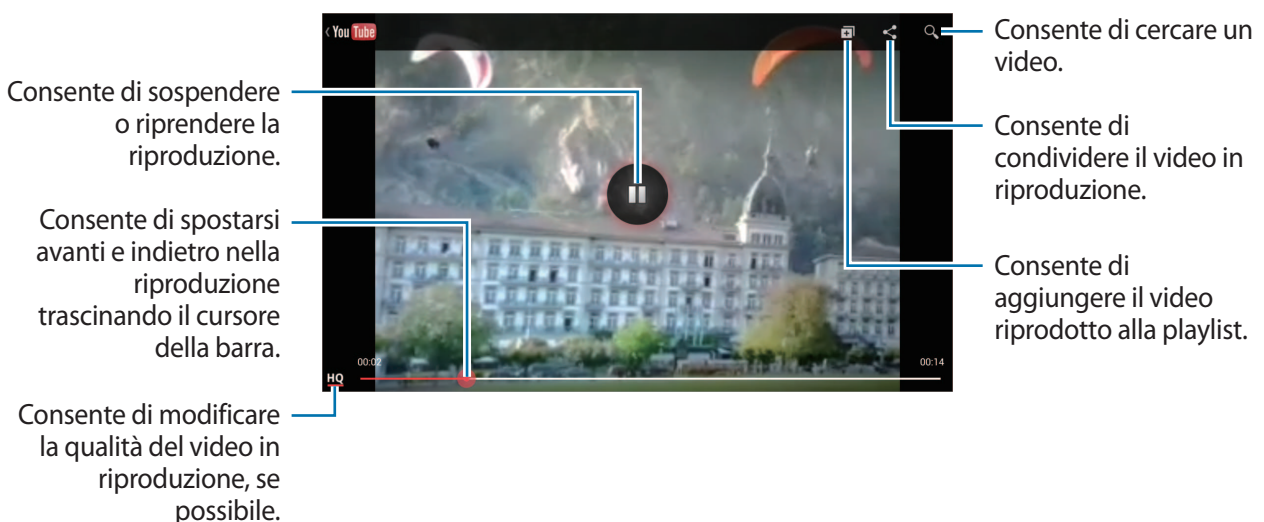 You Tube
Consente di cercare un
video.
Consente di sospendere
o riprendere la
riproduzione.
Consente di
condividere il video in
riproduzione.
Consente di spostarsi
avanti e indietro nella
riproduzione
trascinando il cursore
della barra.
Consente di
aggiungere il video
riprodotto alla playlist.
00:02
00:14
HQ
Consente di modificare
la qualità del video in
riproduzione, se
possibile.